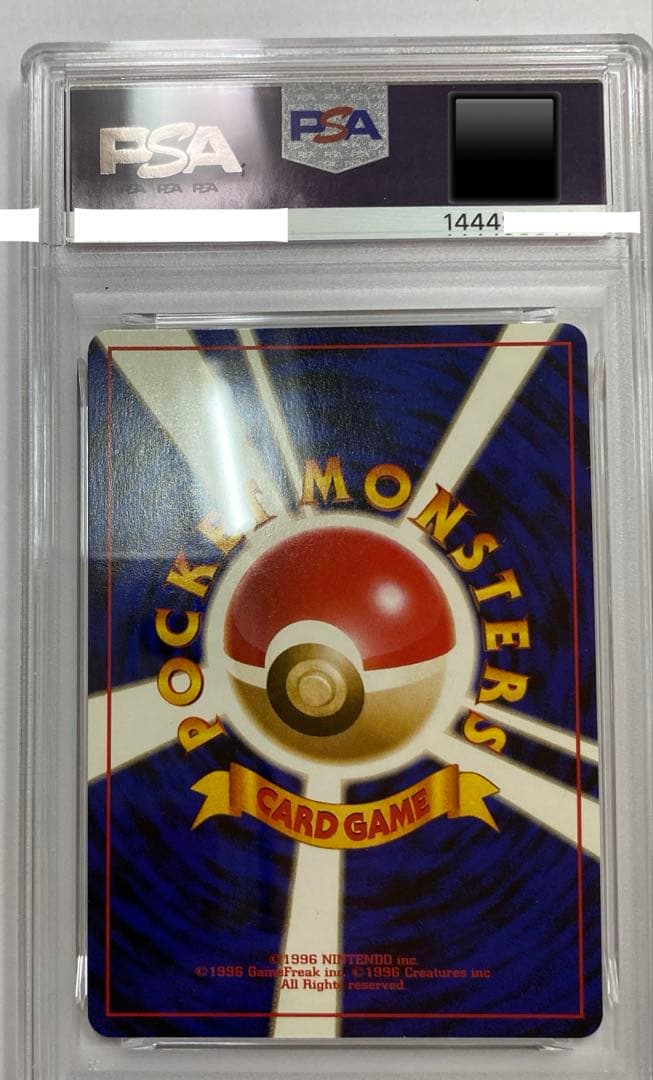 PSA
PSA PSA PSA
PSA
1444
POCKET MONSTERS
CARD GAME
©1996 NINTENDO inc.
©1996 GameFreak inc. ©1996 Creatures inc.
All Rights reserved.